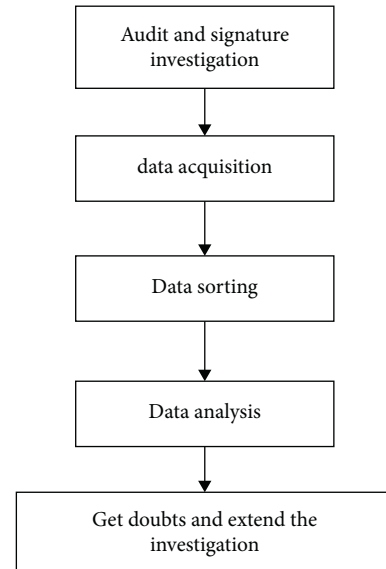 Audit and signature
investigation
data acquisition
Data sorting
Data analysis
Get doubts and extend the
investigation